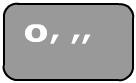 o, ,,